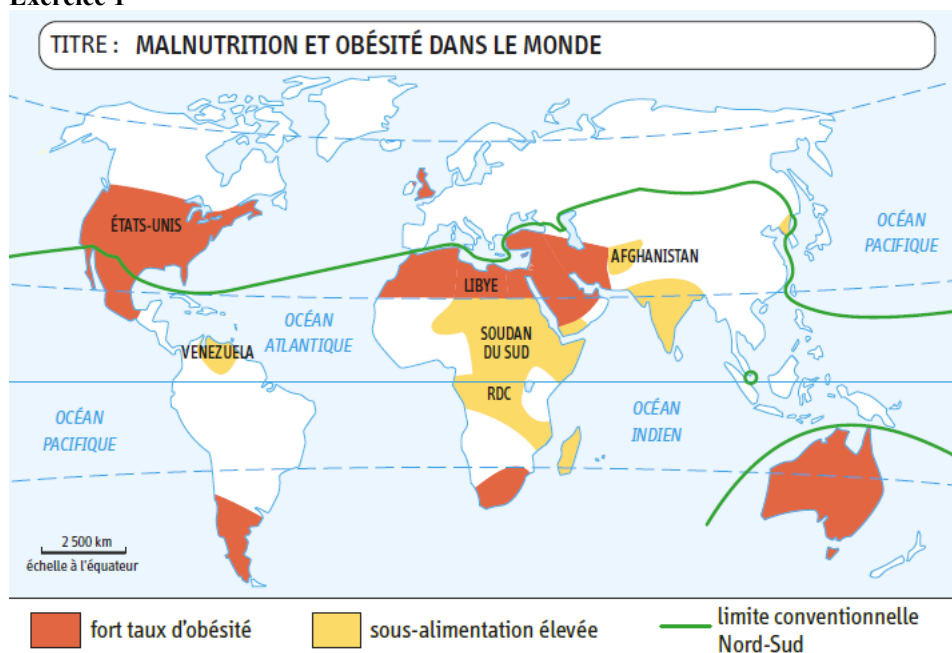 Exercice 1
TITRE : MALNUTRITION ET OBÉSITÉ DANS LE MONDE
ÉTATS-UNIS
OCÉAN
PACIFIQUE
AFGHANISTAN
LIBYE
OCÉAN
ATLANTIQUE
SOUDAN
DU SUD
VENEZUELA
RDC
OCÉAN
PACIFIQUE
OCÉAN
INDIEN
2 500 km
échelle à l'équateur
fort taux d'obésité
sous-alimentation élevée
limite conventionnelle
Nord-Sud